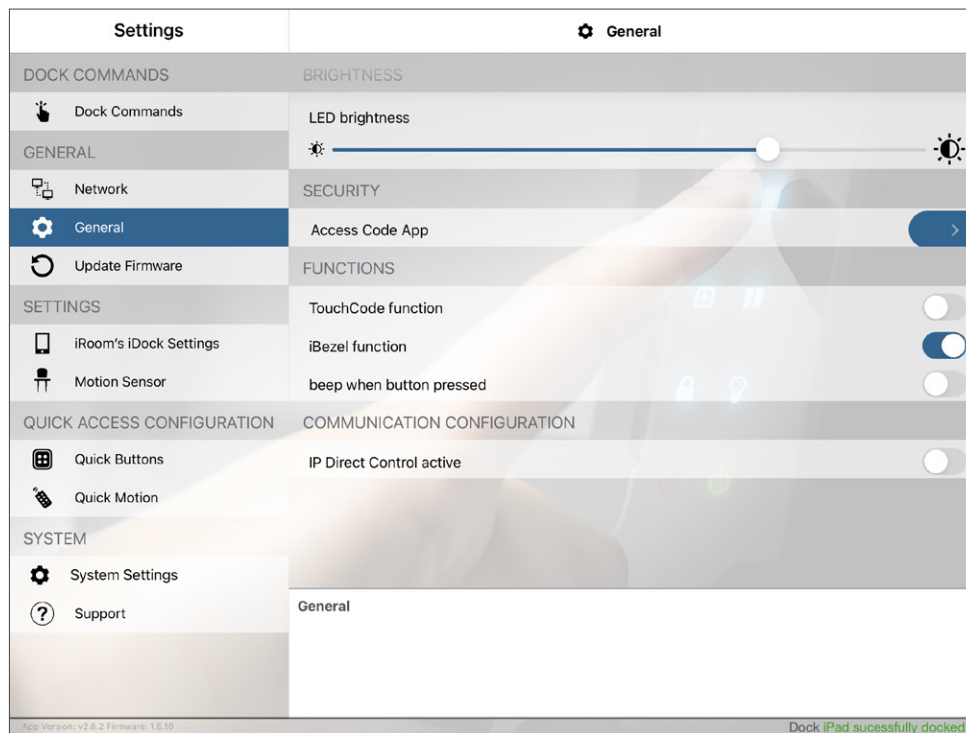 Settings
General
DOCK COMMANDS
Dock Commands
GENERAL
Network
General
Update Firmware
SETTINGS
iRoom's iDock Settings
Motion Sensor
QUICK ACCESS CONFIGURATION
Quick Buttons
Quick Motion
SYSTEM
System Settings
Support
BRIGHTNESS
LED brightness
SECURITY
Access Code App
FUNCTIONS
TouchCode function
iBezel function
beep when button pressed
COMMUNICATION CONFIGURATION
IP Direct Control active
General
App Version: v2.8.2 Firmware: 1.5.10
Dock iPad sucessfully docked